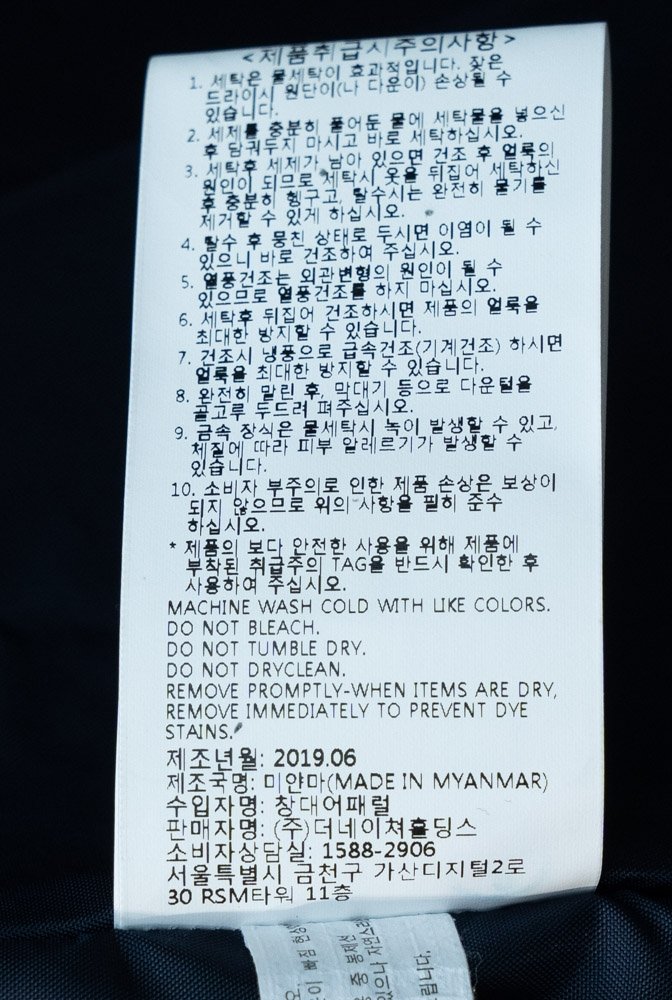 <제품취급시주의사항>
1. 세탁은 물세탁이 효과적입니다. 잦은
드라이시 원단이(나 다운이) 손상될 수
있습니다.
2. 세제를 충분히 풀어둔 물에 세탁물을 넣으신
후 담궈두지 마시고 바로 세탁하십시오.
3. 세탁후 세제가 남아 있으면 건조 후 얼룩의
원인이 되므로 세탁시 옷을 뒤집어 세탁하신
후 충분히 헹구고, 탈수시는 완전히 물기를
제거할 수 있게 하십시오.
4. 탈수 후 뭉친 상태로 두시면 이염이 될 수
있으니 바로 건조하여 주십시오.
5. 열풍건조는 외관변형의 원인이 될 수
있으므로 열풍건조를 하지 마십시오.
6. 세탁후 뒤집어 건조하시면 제품의 얼룩을
최대한 방지할 수 있습니다.
7. 건조시 냉풍으로 급속건조(기계건조) 하시면
얼룩을 최대한 방지할 수 있습니다.
8. 완전히 말린 후, 막대기 등으로 다운털을
골고루 두드려 펴주십시오.
9. 금속 장식은 물세탁시 녹이 발생할 수 있고,
체질에 따라 피부 알레르기가 발생할 수
있습니다.
10. 소비자 부주의로 인한 제품 손상은 보상이
되지 않으므로 위의 사항을 필히 준수
하십시오.
* 제품의 보다 안전한 사용을 위해 제품에
부착된 취급주의 TAG을 반드시 확인한 후
사용하여 주십시오.
MACHINE WASH COLD WITH LIKE COLORS.
DO NOT BLEACH.
DO NOT TUMBLE DRY.
DO NOT DRYCLEAN.
REMOVE PROMPTLY-WHEN ITEMS ARE DRY,
REMOVE IMMEDIATELY TO PREVENT DYE
STAINS.
제조년월: 2019.06
제조국명: 미얀마(MADE IN MYANMAR)
수입자명: 창대어패럴
판매자명: (주)더네이쳐홀딩스
소비자상담실: 1588-2906
서울특별시 금천구 가산디지털2로
30 RSM타워 11층